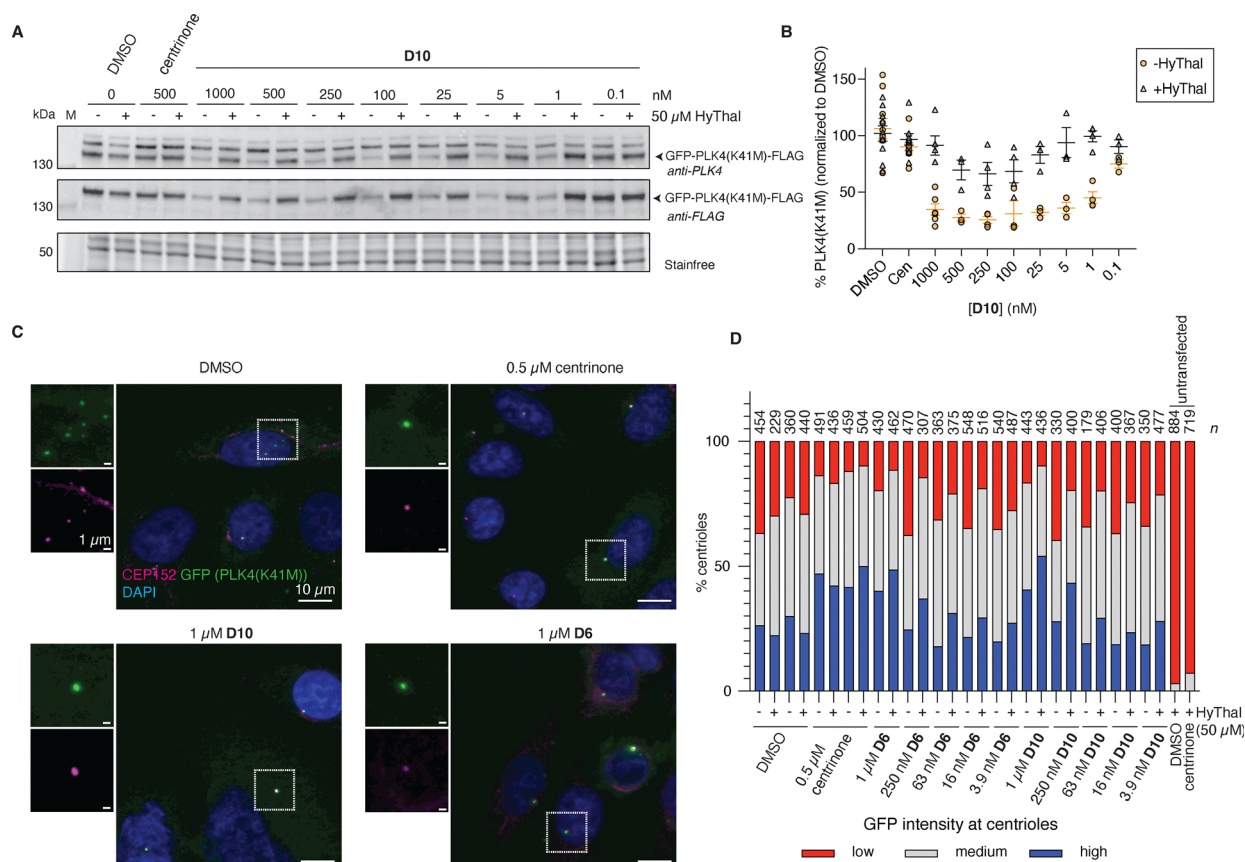 A
DMSO
centrinone
D10
0 500 1000 500 250 100 25 5 1 0.1 nM
kDa M - + - + - + - + - + - + - + - + - + - + 50 µM HyThal
130
GFP-PLK4(K41M)-FLAG
anti-PLK4
130
GFP-PLK4(K41M)-FLAG
anti-FLAG
50
Stainfree
B
-HyThal
+HyThal
% PLK4(K41M) (normalized to DMSO)
150
100
50
0
DMSO Cen 1000 500 250 100 25 5 1 0.1
[D10] (nM)
C
DMSO
1 µm
CEP152 GFP (PLK4(K41M))
DAPI
10 µm
0.5 µM centrinone
1 µM D10
1 µM D6
D
untransfected
454 229 360 440 491 436 459 504 430 462 470 307 363 375 548 516 540 487 443 436 330 400 179 406 400 367 350 477 884 719 n
% centrioles
100
50
0
- + - + - + - + - + - + - + - + - + - + - + - + - + - + + + HyThal
(50 µM)
DMSO
0.5 µM
centrinone
1 µM D6
250 nM D6
63 nM D6
16 nM D6
3.9 nM D6
1 µM D10
250 nM D10
63 nM D10
16 nM D10
3.9 nM D10
DMSO
centrinone
GFP intensity at centrioles
low medium high